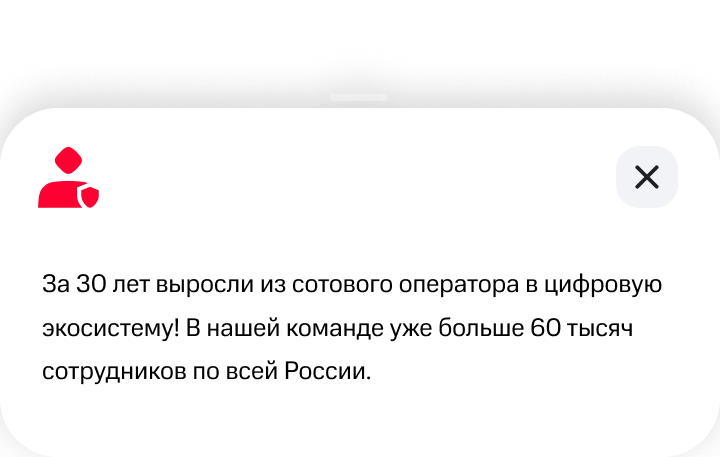 За 30 лет выросли из сотового оператора в цифровую
экосистему! В нашей команде уже больше 60 тысяч
сотрудников по всей России.